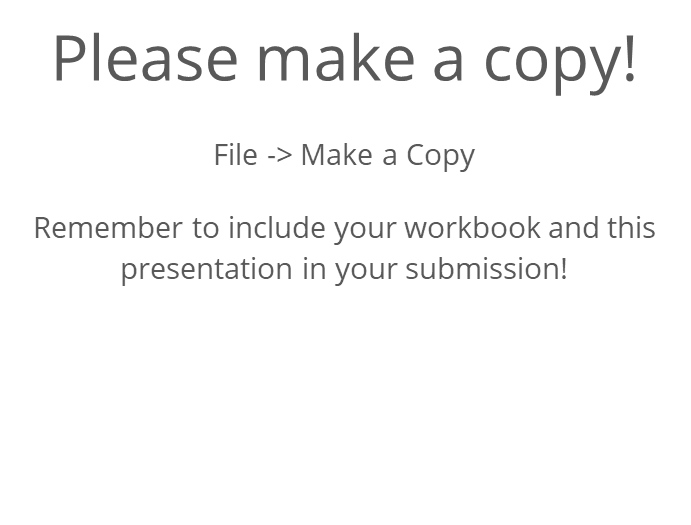 Please make a copy!
File -> Make a Copy
Remember to include your workbook and this
presentation in your submission!